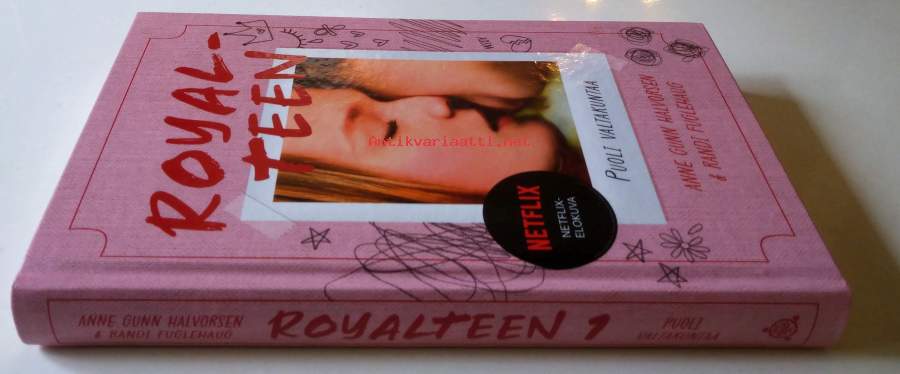 ROYAL-
TEEN
PUOLI VALTAKUNTAA
ANNE GUNN HALVORSEN
& RANDI FUGLEHAUG
NETFLIX
NETFLIX-
ELOKUVA
Antikvariaatti.net
ANNE GUNN HALVORSEN
& RANDI FUGLEHAUG
ROYALTEEN 1
PUOLI
VALTAKUNTAA